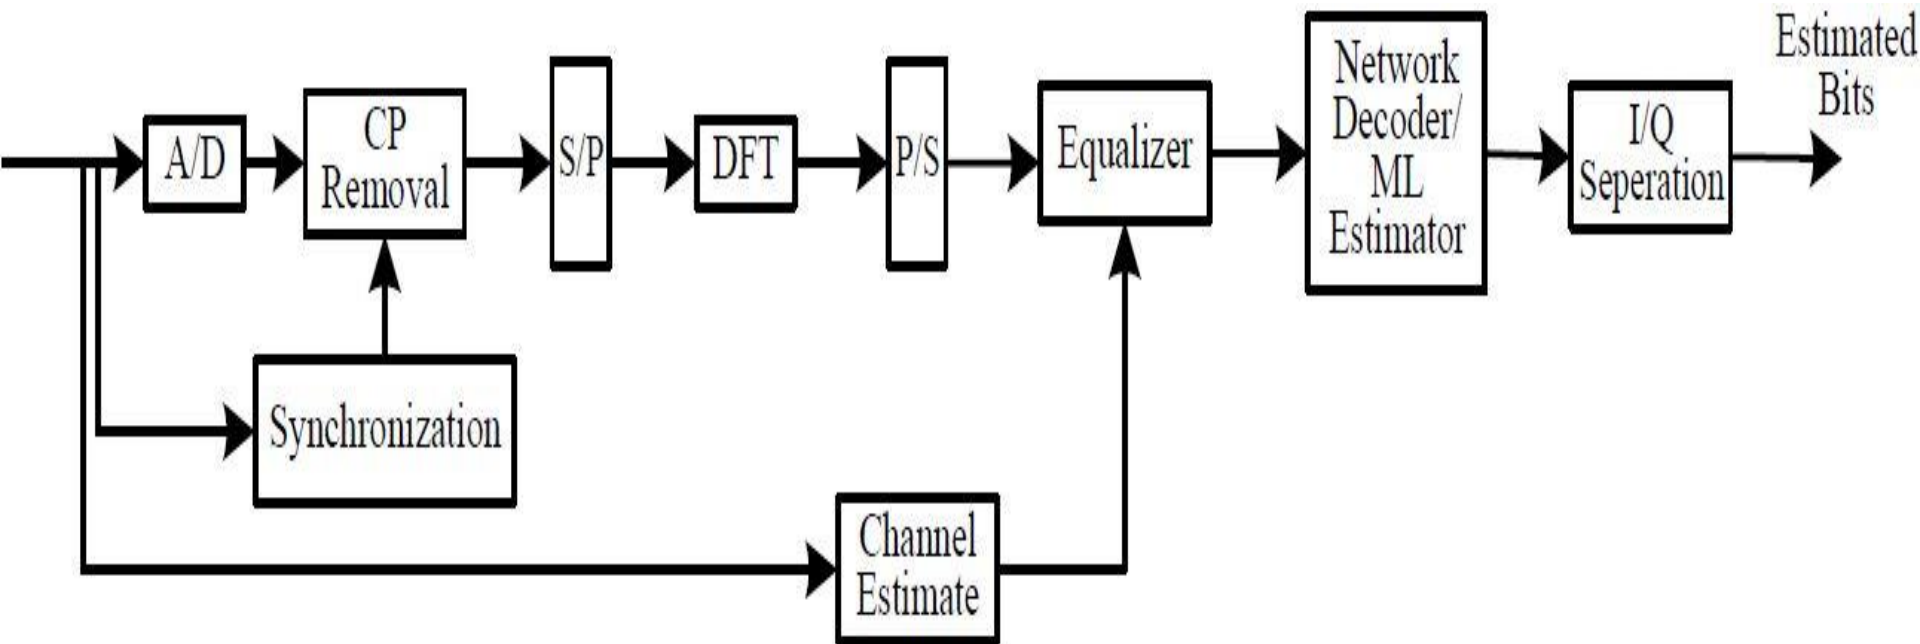 Estimated
Bits
A/D
CP
Removal
S/P
DFT
P/S
Equalizer
Network
Decoder/
ML
Estimator
I/Q
Seperation
Synchronization
Channel
Estimate